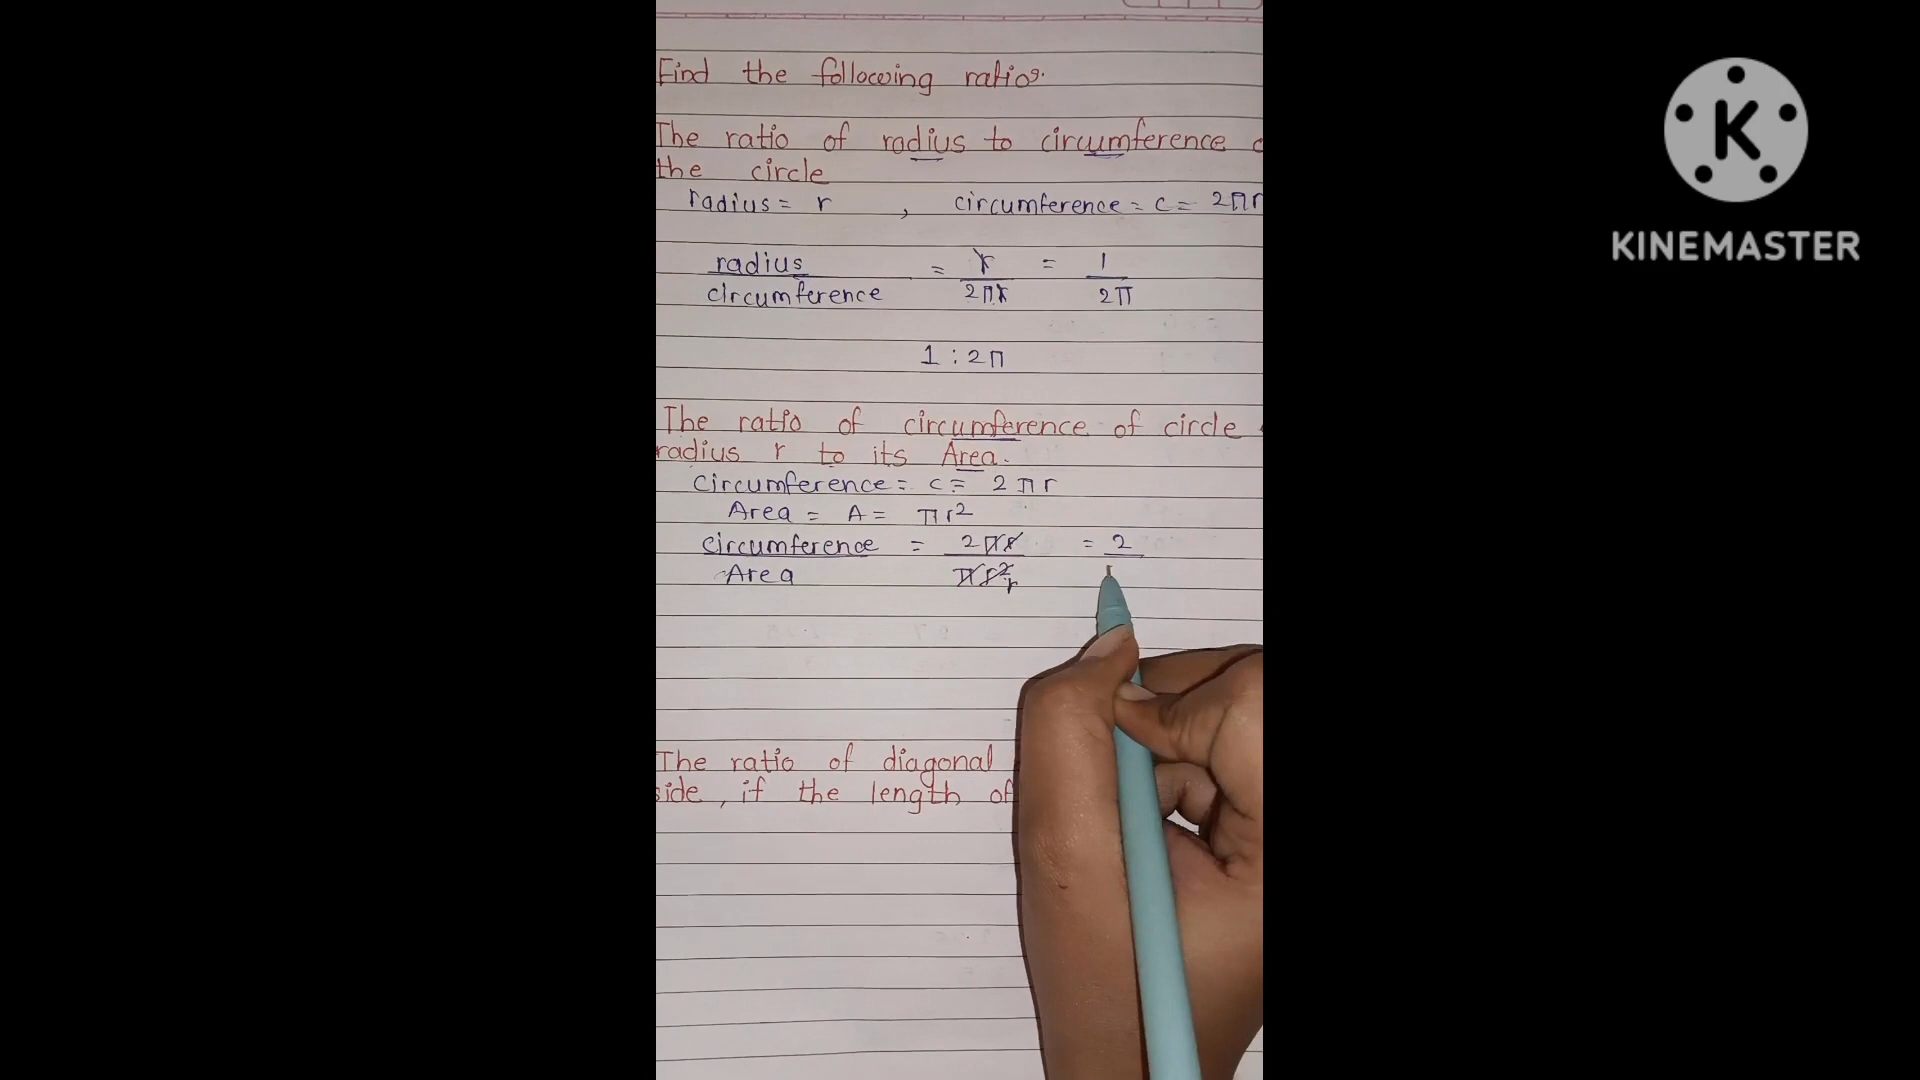 Find the following ratios.
The ratio of radius to circumference
the circle
radius = r , circumference = c = 2πr
radius = r = 1
circumference 2πr 2π
1 : 2π
The ratio of circumference of circle
radius r to its Area.
Circumference = c = 2πr
Area = A = πr²
circumference = 2πr = 2
Area πr² r
The ratio of diagonal
side, if the length of
K
KINEMASTER